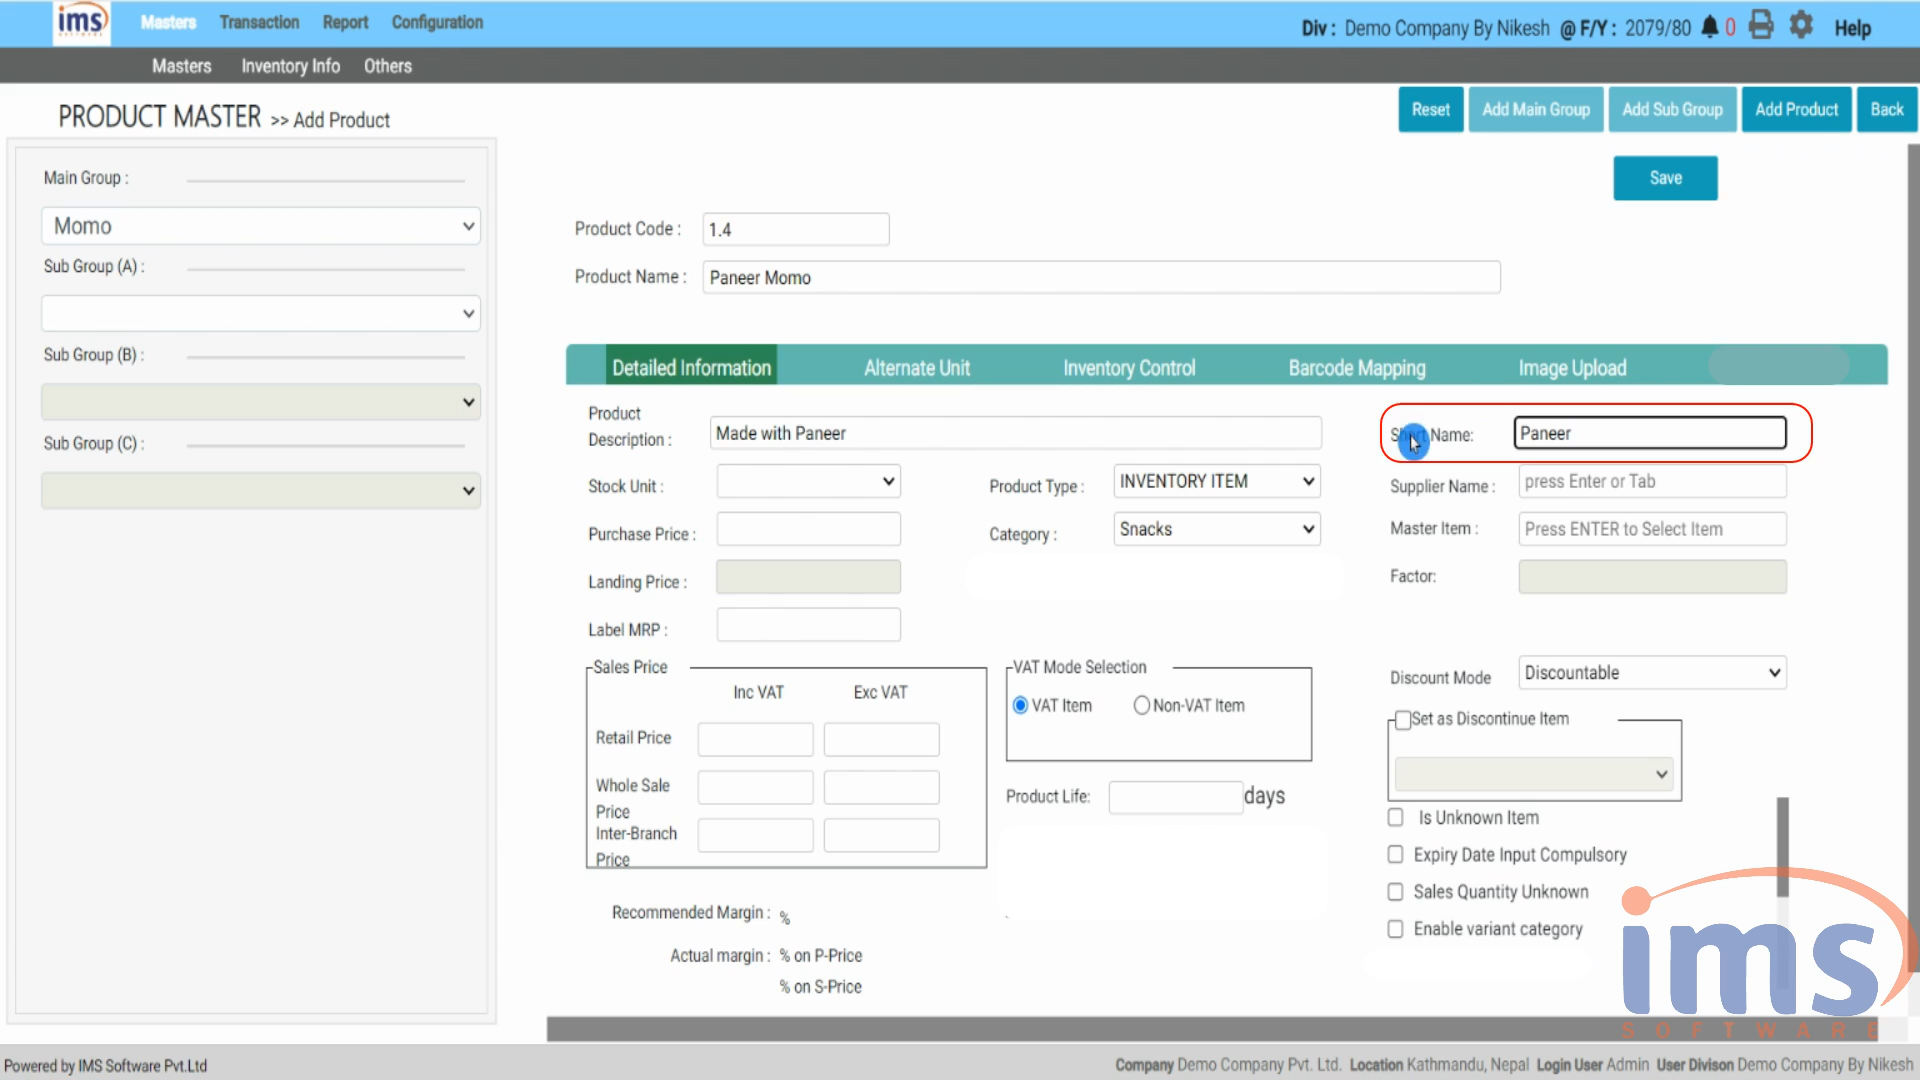 ims
SOFTWARE
Masters Transaction Report Configuration
Div : Demo Company By Nikesh @ F/Y : 2079/80 0 Help
Masters Inventory Info Others
PRODUCT MASTER >> Add Product
Reset Add Main Group Add Sub Group Add Product Back
Save
Main Group :
Momo
Sub Group (A) :
Sub Group (B) :
Sub Group (C) :
Product Code : 1.4
Product Name : Paneer Momo
Detailed Information Alternate Unit Inventory Control Barcode Mapping Image Upload
Product
Description : Made with Paneer
Short Name: Paneer
Stock Unit :
Product Type : INVENTORY ITEM
Supplier Name : press Enter or Tab
Purchase Price :
Category : Snacks
Master Item : Press ENTER to Select Item
Landing Price :
Factor:
Label MRP :
Sales Price
Inc VAT Exc VAT
Retail Price
Whole Sale
Price
Inter-Branch
Price
VAT Mode Selection
VAT Item Non-VAT Item
Product Life: days
Discount Mode Discountable
Set as Discontinue Item
Is Unknown Item
Expiry Date Input Compulsory
Sales Quantity Unknown
Enable variant category
Recommended Margin : %
Actual margin : % on P-Price
% on S-Price
ims
SOFTWARE
Powered by IMS Software Pvt.Ltd
Company Demo Company Pvt. Ltd. Location Kathmandu, Nepal Login User Admin User Divison Demo Company By Nikesh